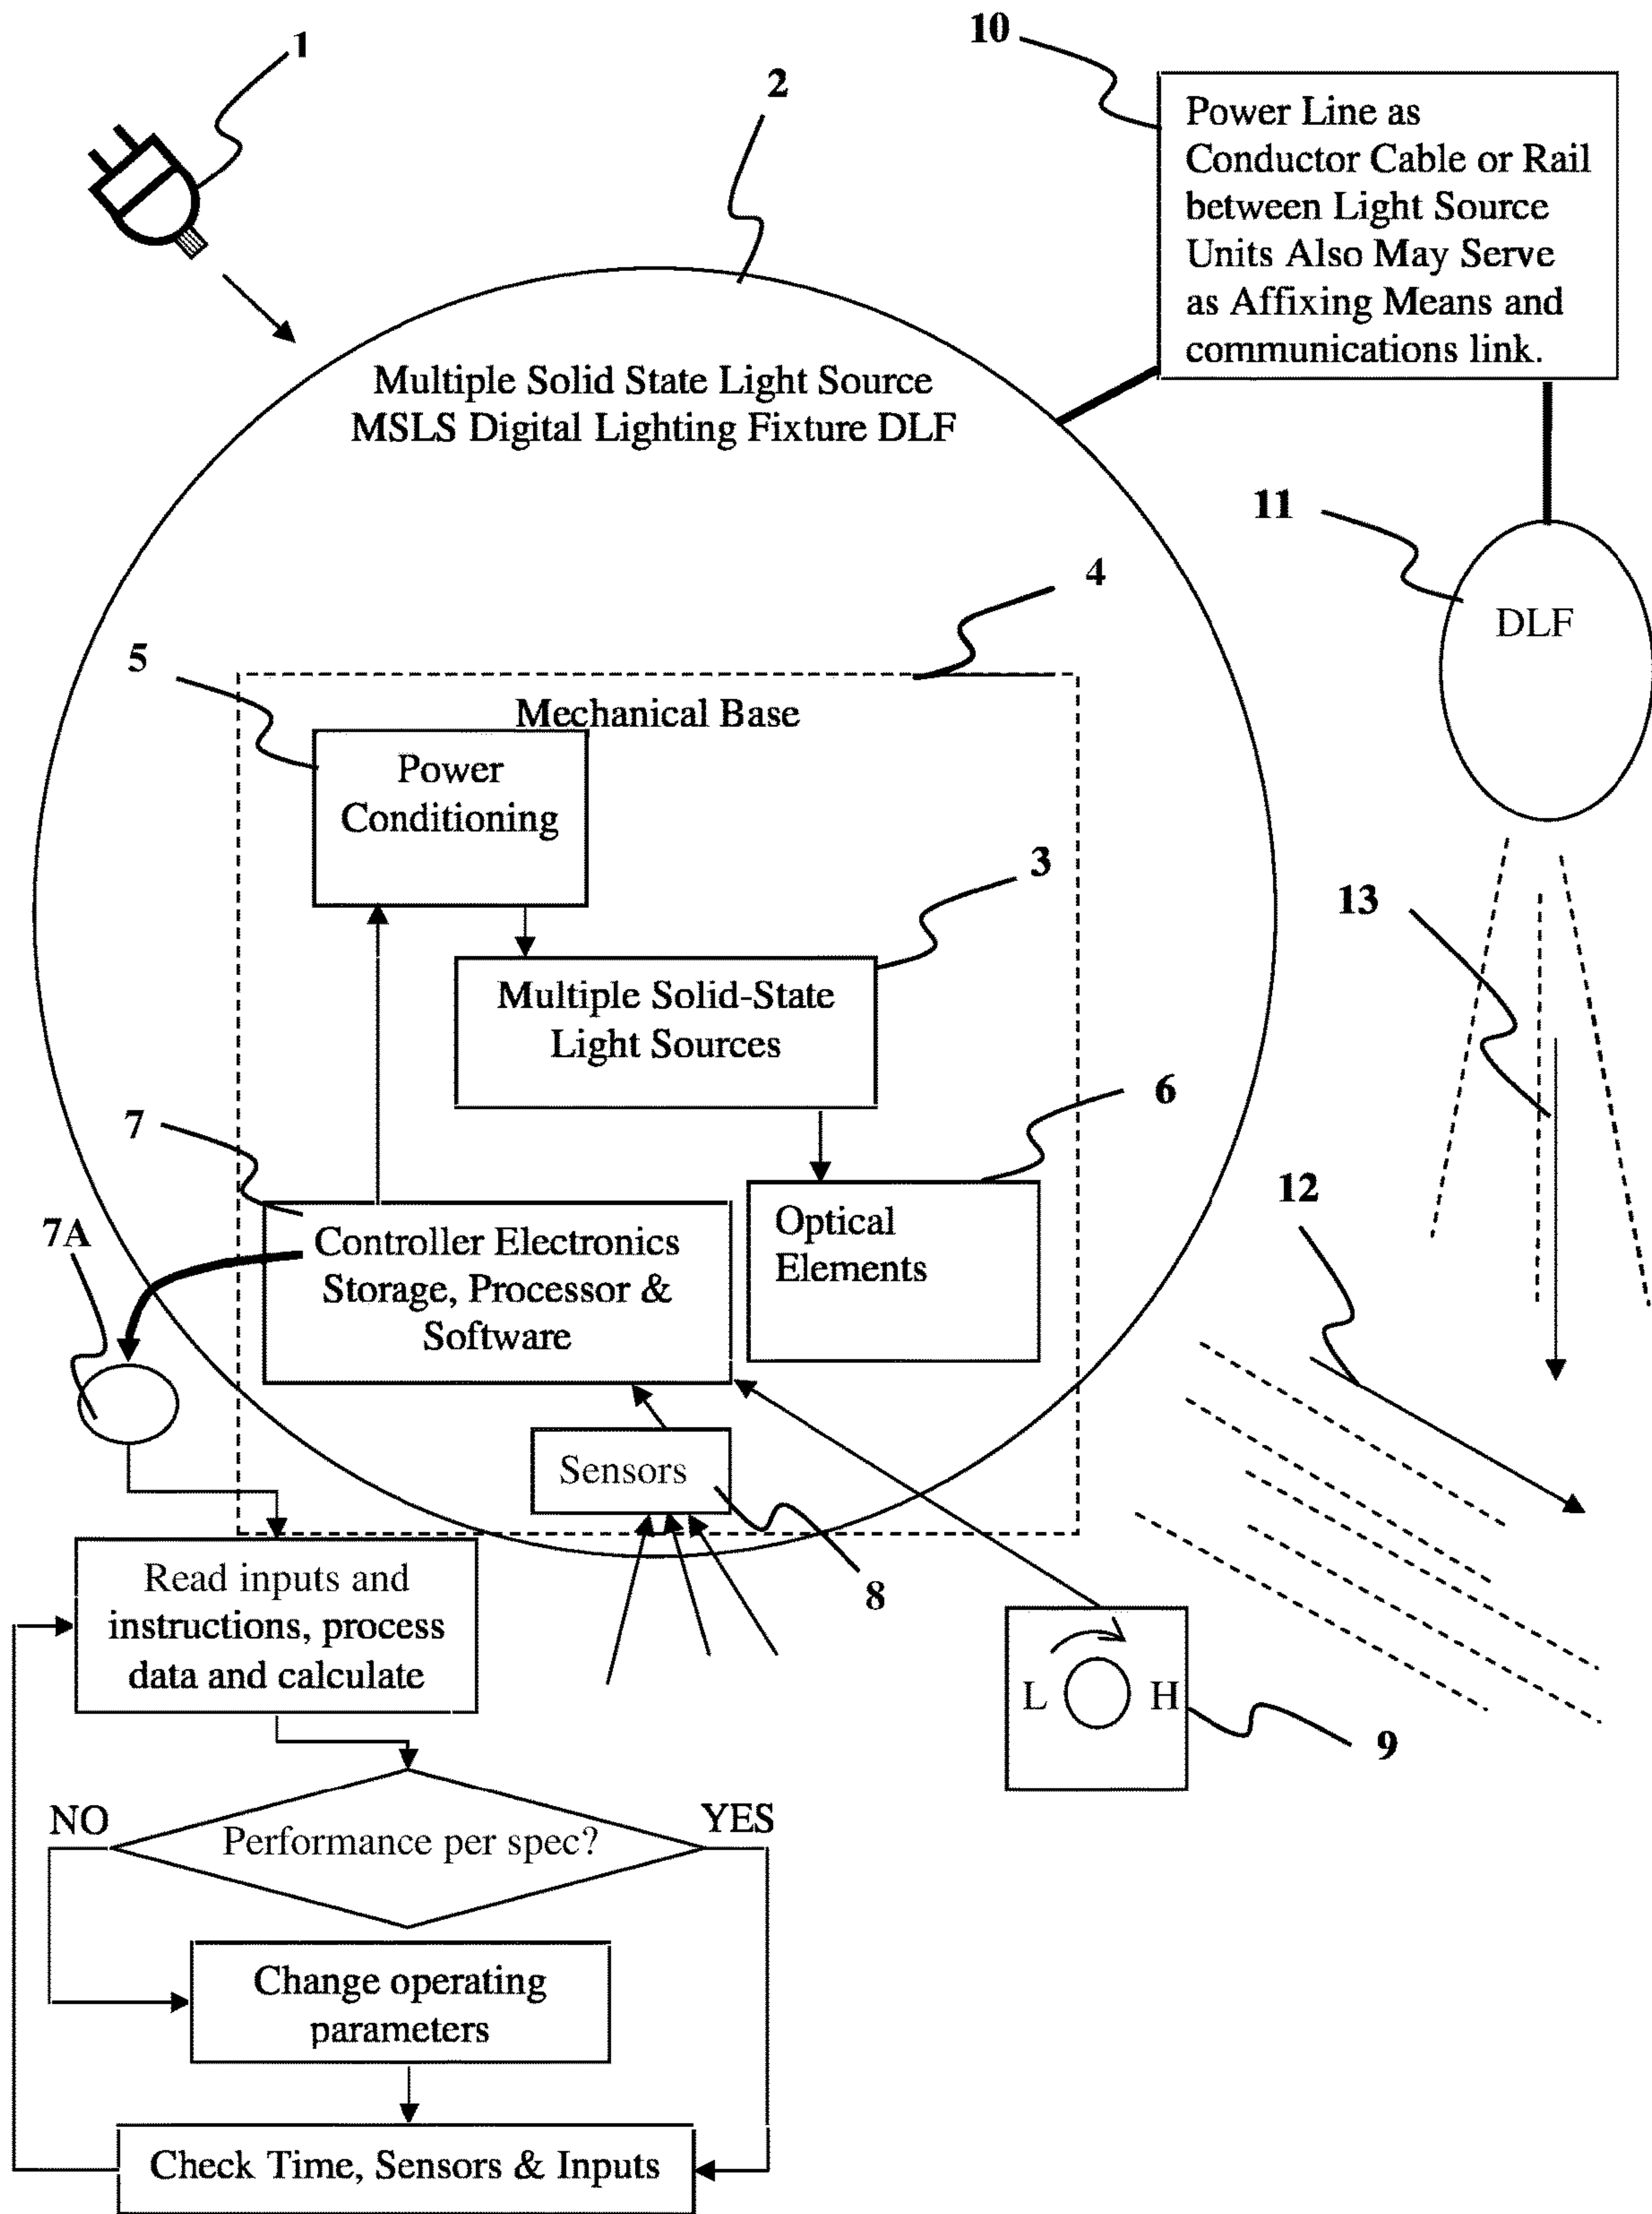 1
2
10
Power Line as
Conductor Cable or Rail
between Light Source
Units Also May Serve
as Affixing Means and
communications link.
Multiple Solid State Light Source
MSLS Digital Lighting Fixture DLF
11
DLF
4
5
Mechanical Base
Power
Conditioning
3
13
Multiple Solid-State
Light Sources
6
7
12
7A
Optical
Elements
Controller Electronics
Storage, Processor &
Software
Sensors
8
Read inputs and
instructions, process
data and calculate
L
H
9
NO
YES
Performance per spec?
Change operating
parameters
Check Time, Sensors & Inputs